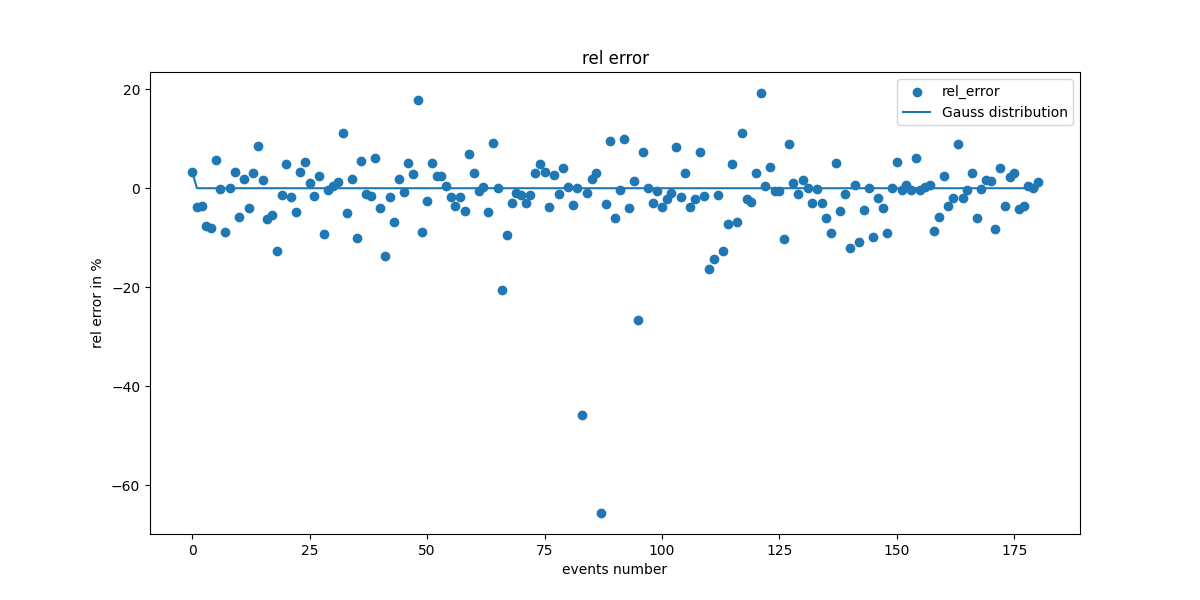 rel error
rel_error
Gauss distribution
20
0
−20
−40
−60
rel error in %
0
25
50
75
100
125
150
175
events number